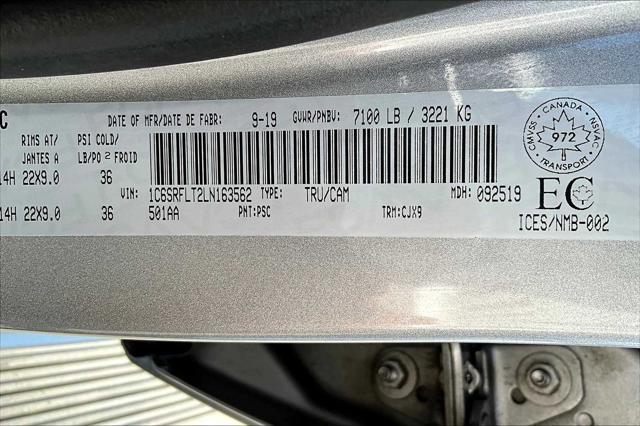 C
DATE OF MFR/DATE DE FABR: 9-19 GVWR/PNBV: 7100 LB / 3221 KG
RIMS AT/ PSI COLD/
JANTES A LB/PO² FROID
14H 22X9.0 36
VIN: 1C6SRFLT2LN163562 TYPE: TRU/CAM MDH: 092519
14H 22X9.0 36 501AA PNT:PSC TRM:CJX9
CANADA
CMVSS NSVAC
972
TRANSPORT
EC
ICES/NMB-002